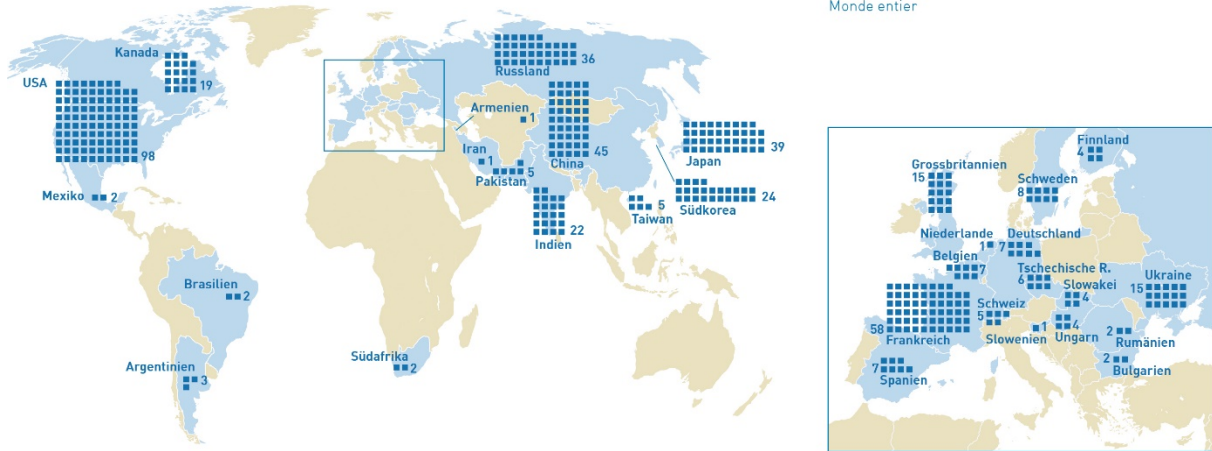 Monde entier
Kanada
19
USA
98
Mexiko 2
Brasilien
2
Argentinien
3
Südafrika
2
Russland
36
Armenien
1
Iran
1
Pakistan
5
China
45
Indien
22
Taiwan
5
Japan
39
Südkorea
24
Finnland
4
Grossbritannien
15
Schweden
8
Niederlande
1
Deutschland
7
Belgien
7
Tschechische R.
6
Slowakei
4
Ukraine
15
Schweiz
5
Frankreich
58
Slowenien
1
Ungarn
4
Rumänien
2
Bulgarien
2
Spanien
7